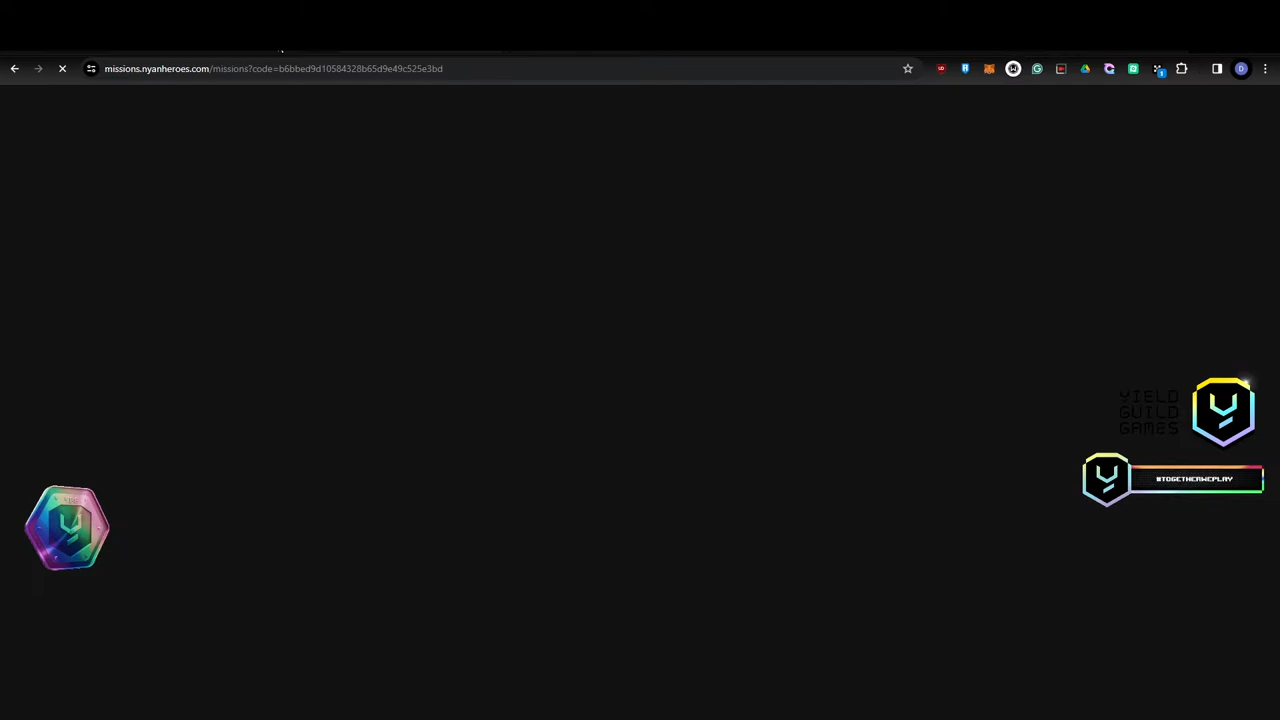 missions.nyanheroes.com/missions?code=b6bbed9d10584328b65d9e49c525e3bd
D
YIELD
GUILD
GAMES
#TOGETHERWEPLAY